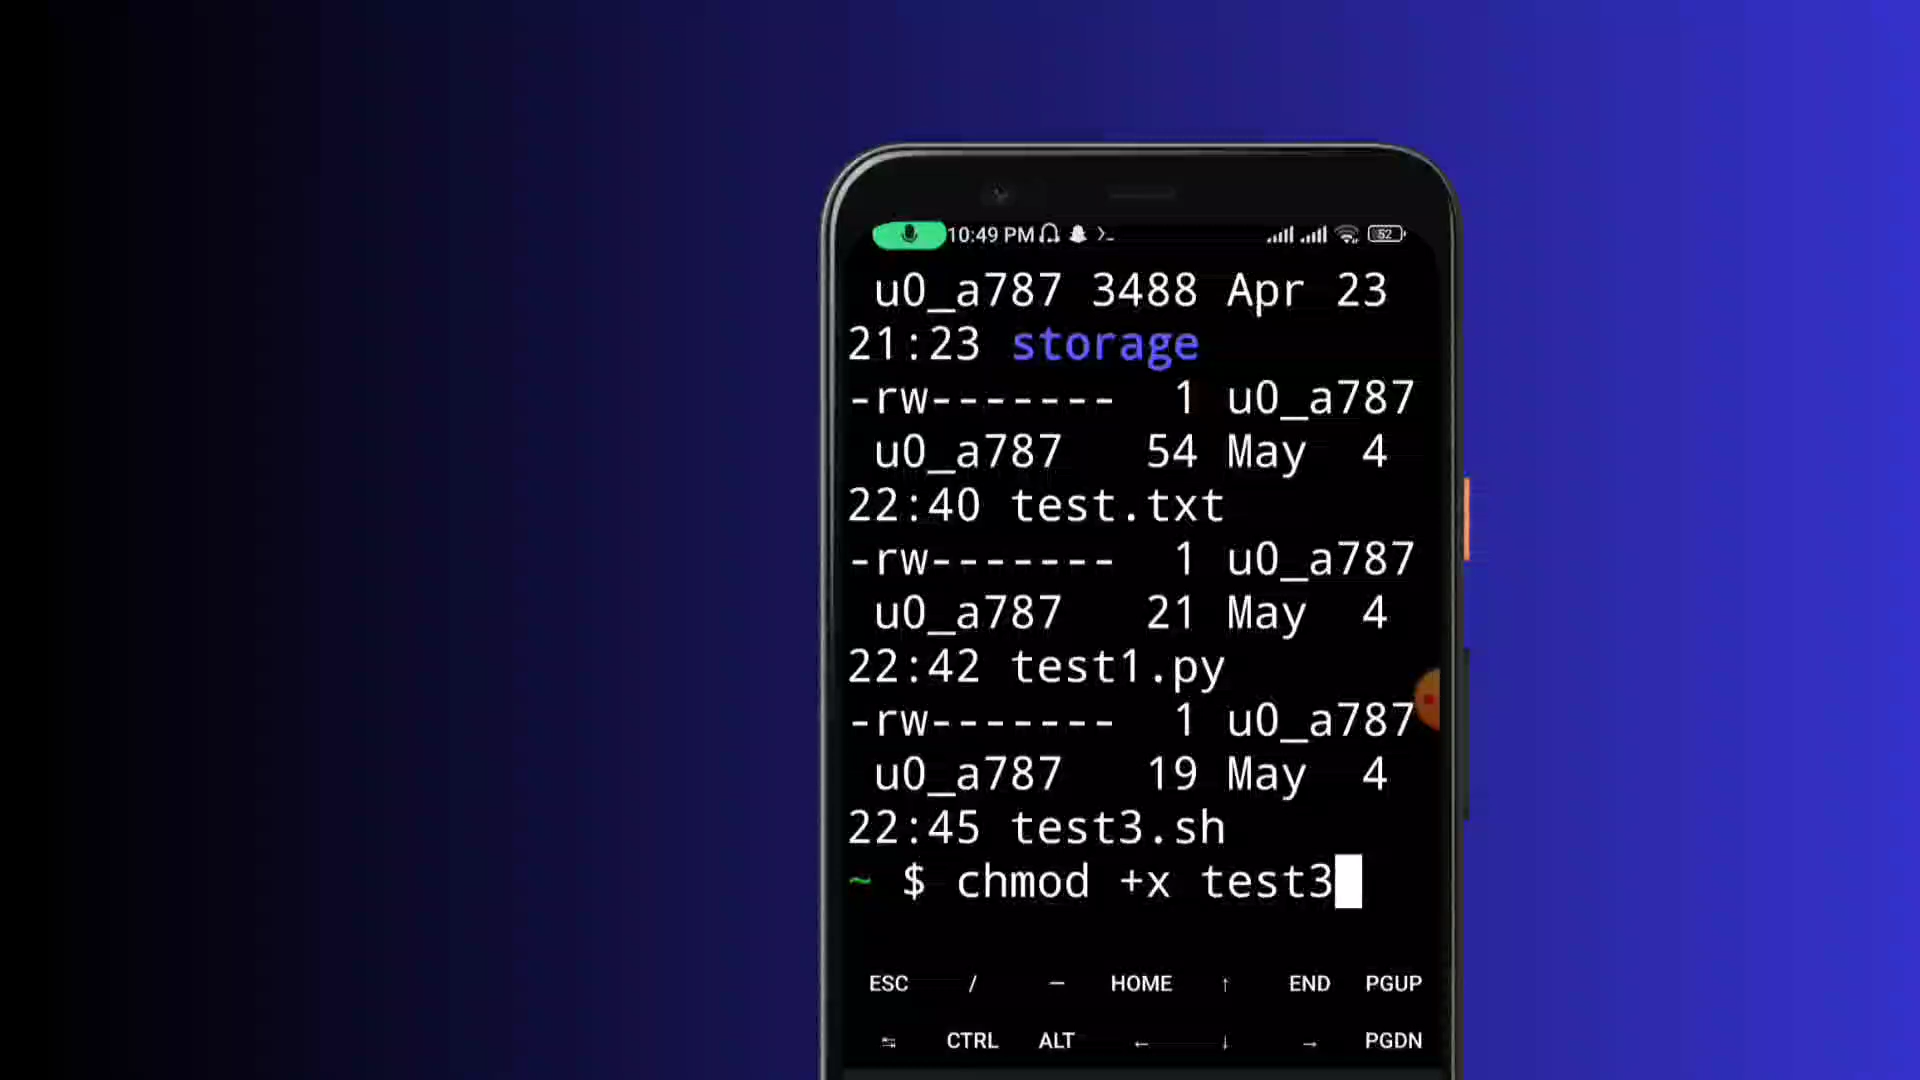 10:49 PM 52
u0_a787 3488 Apr 23
21:23 storage
-rw------- 1 u0_a787
u0_a787 54 May 4
22:40 test.txt
-rw------- 1 u0_a787
u0_a787 21 May 4
22:42 test1.py
-rw------- 1 u0_a787
u0_a787 19 May 4
22:45 test3.sh
~ $ chmod +x test3
ESC / — HOME ↑ END PGUP
↹ CTRL ALT ← ↓ → PGDN